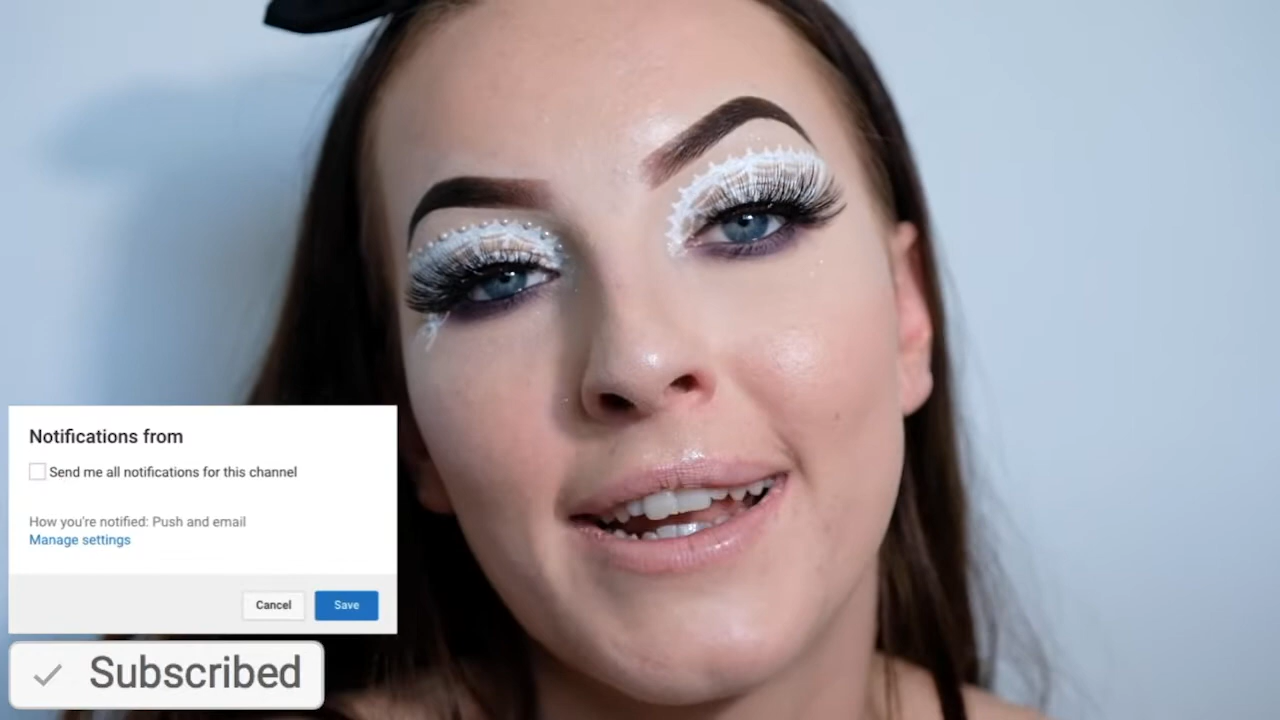 Notifications from
Send me all notifications for this channel
How you're notified: Push and email
Manage settings
Cancel
Save
Subscribed